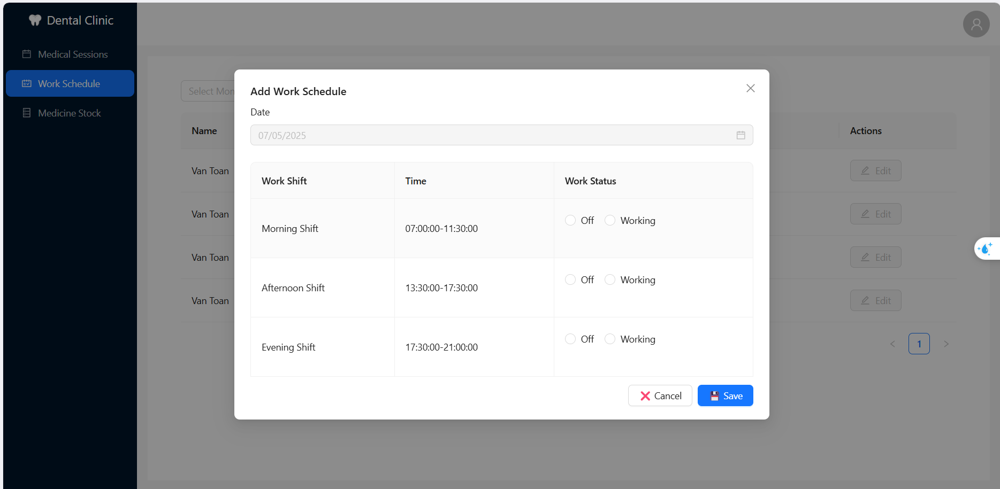 Dental Clinic
Medical Sessions
Work Schedule
Medicine Stock
Select Mon
Name
Actions
Van Toan
Edit
Van Toan
Edit
Van Toan
Edit
Van Toan
Edit
1
Add Work Schedule
Date
07/05/2025
Work Shift Time Work Status
Morning Shift 07:00:00-11:30:00 Off Working
Afternoon Shift 13:30:00-17:30:00 Off Working
Evening Shift 17:30:00-21:00:00 Off Working
Cancel Save